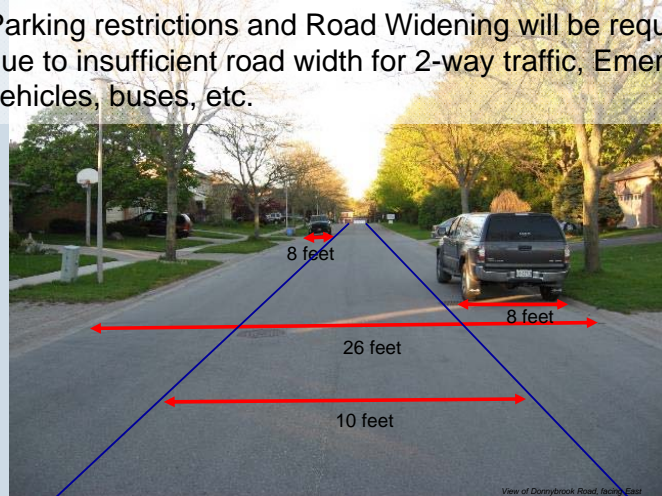 Parking restrictions and Road Widening will be requ
ue to insufficient road width for 2-way traffic, Emer
ehicles, buses, etc.
8 feet
8 feet
26 feet
10 feet
View of Donnybrook Road, facing East